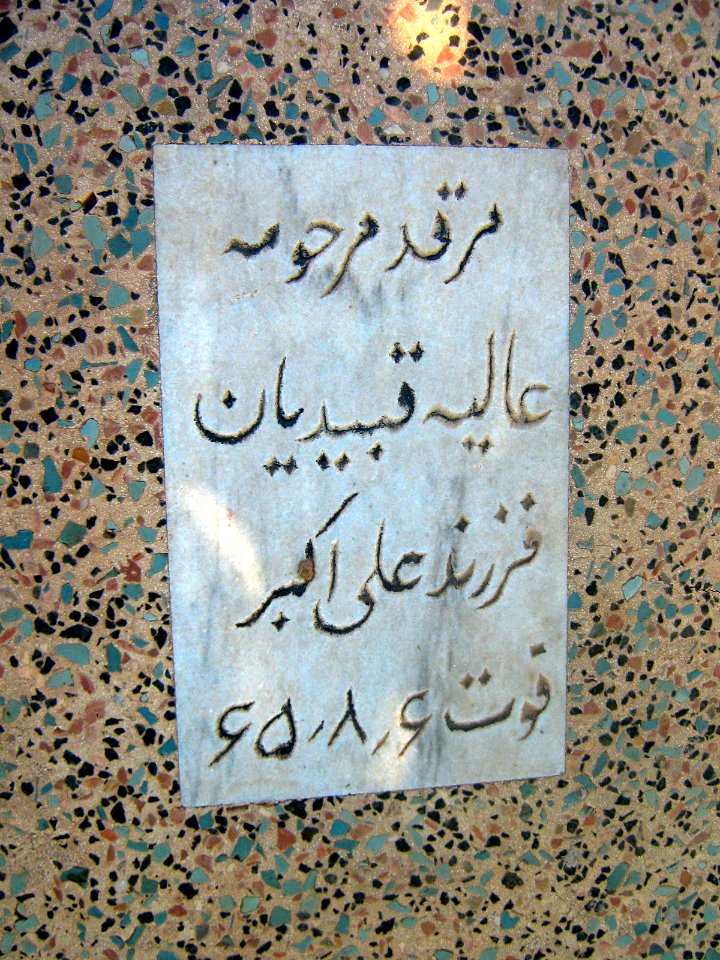 مرقد مرحومه
عالیه قبیدیان
فرزند علی اکبر
فوت ۶٫۸٫۶۵